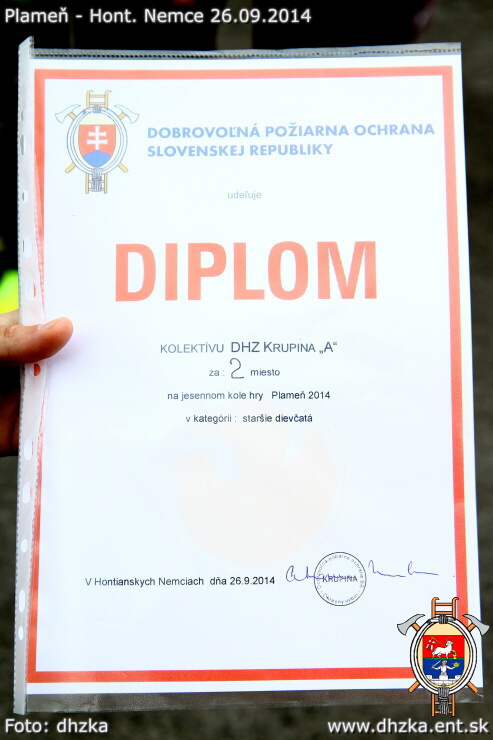 Plameň - Hont. Nemce 26.09.2014
DOBROVOĽNÁ POŽIARNA OCHRANA
SLOVENSKEJ REPUBLIKY
udeľuje
DIPLOM
KOLEKTÍVU DHZ KRUPINA „A“
za : 2 miesto
na jesennom kole hry Plameň 2014
v kategórii : staršie dievčatá
V Hontianskych Nemciach dňa 26.9.2014
KRUPINA
Foto: dhzka
www.dhzka.ent.sk